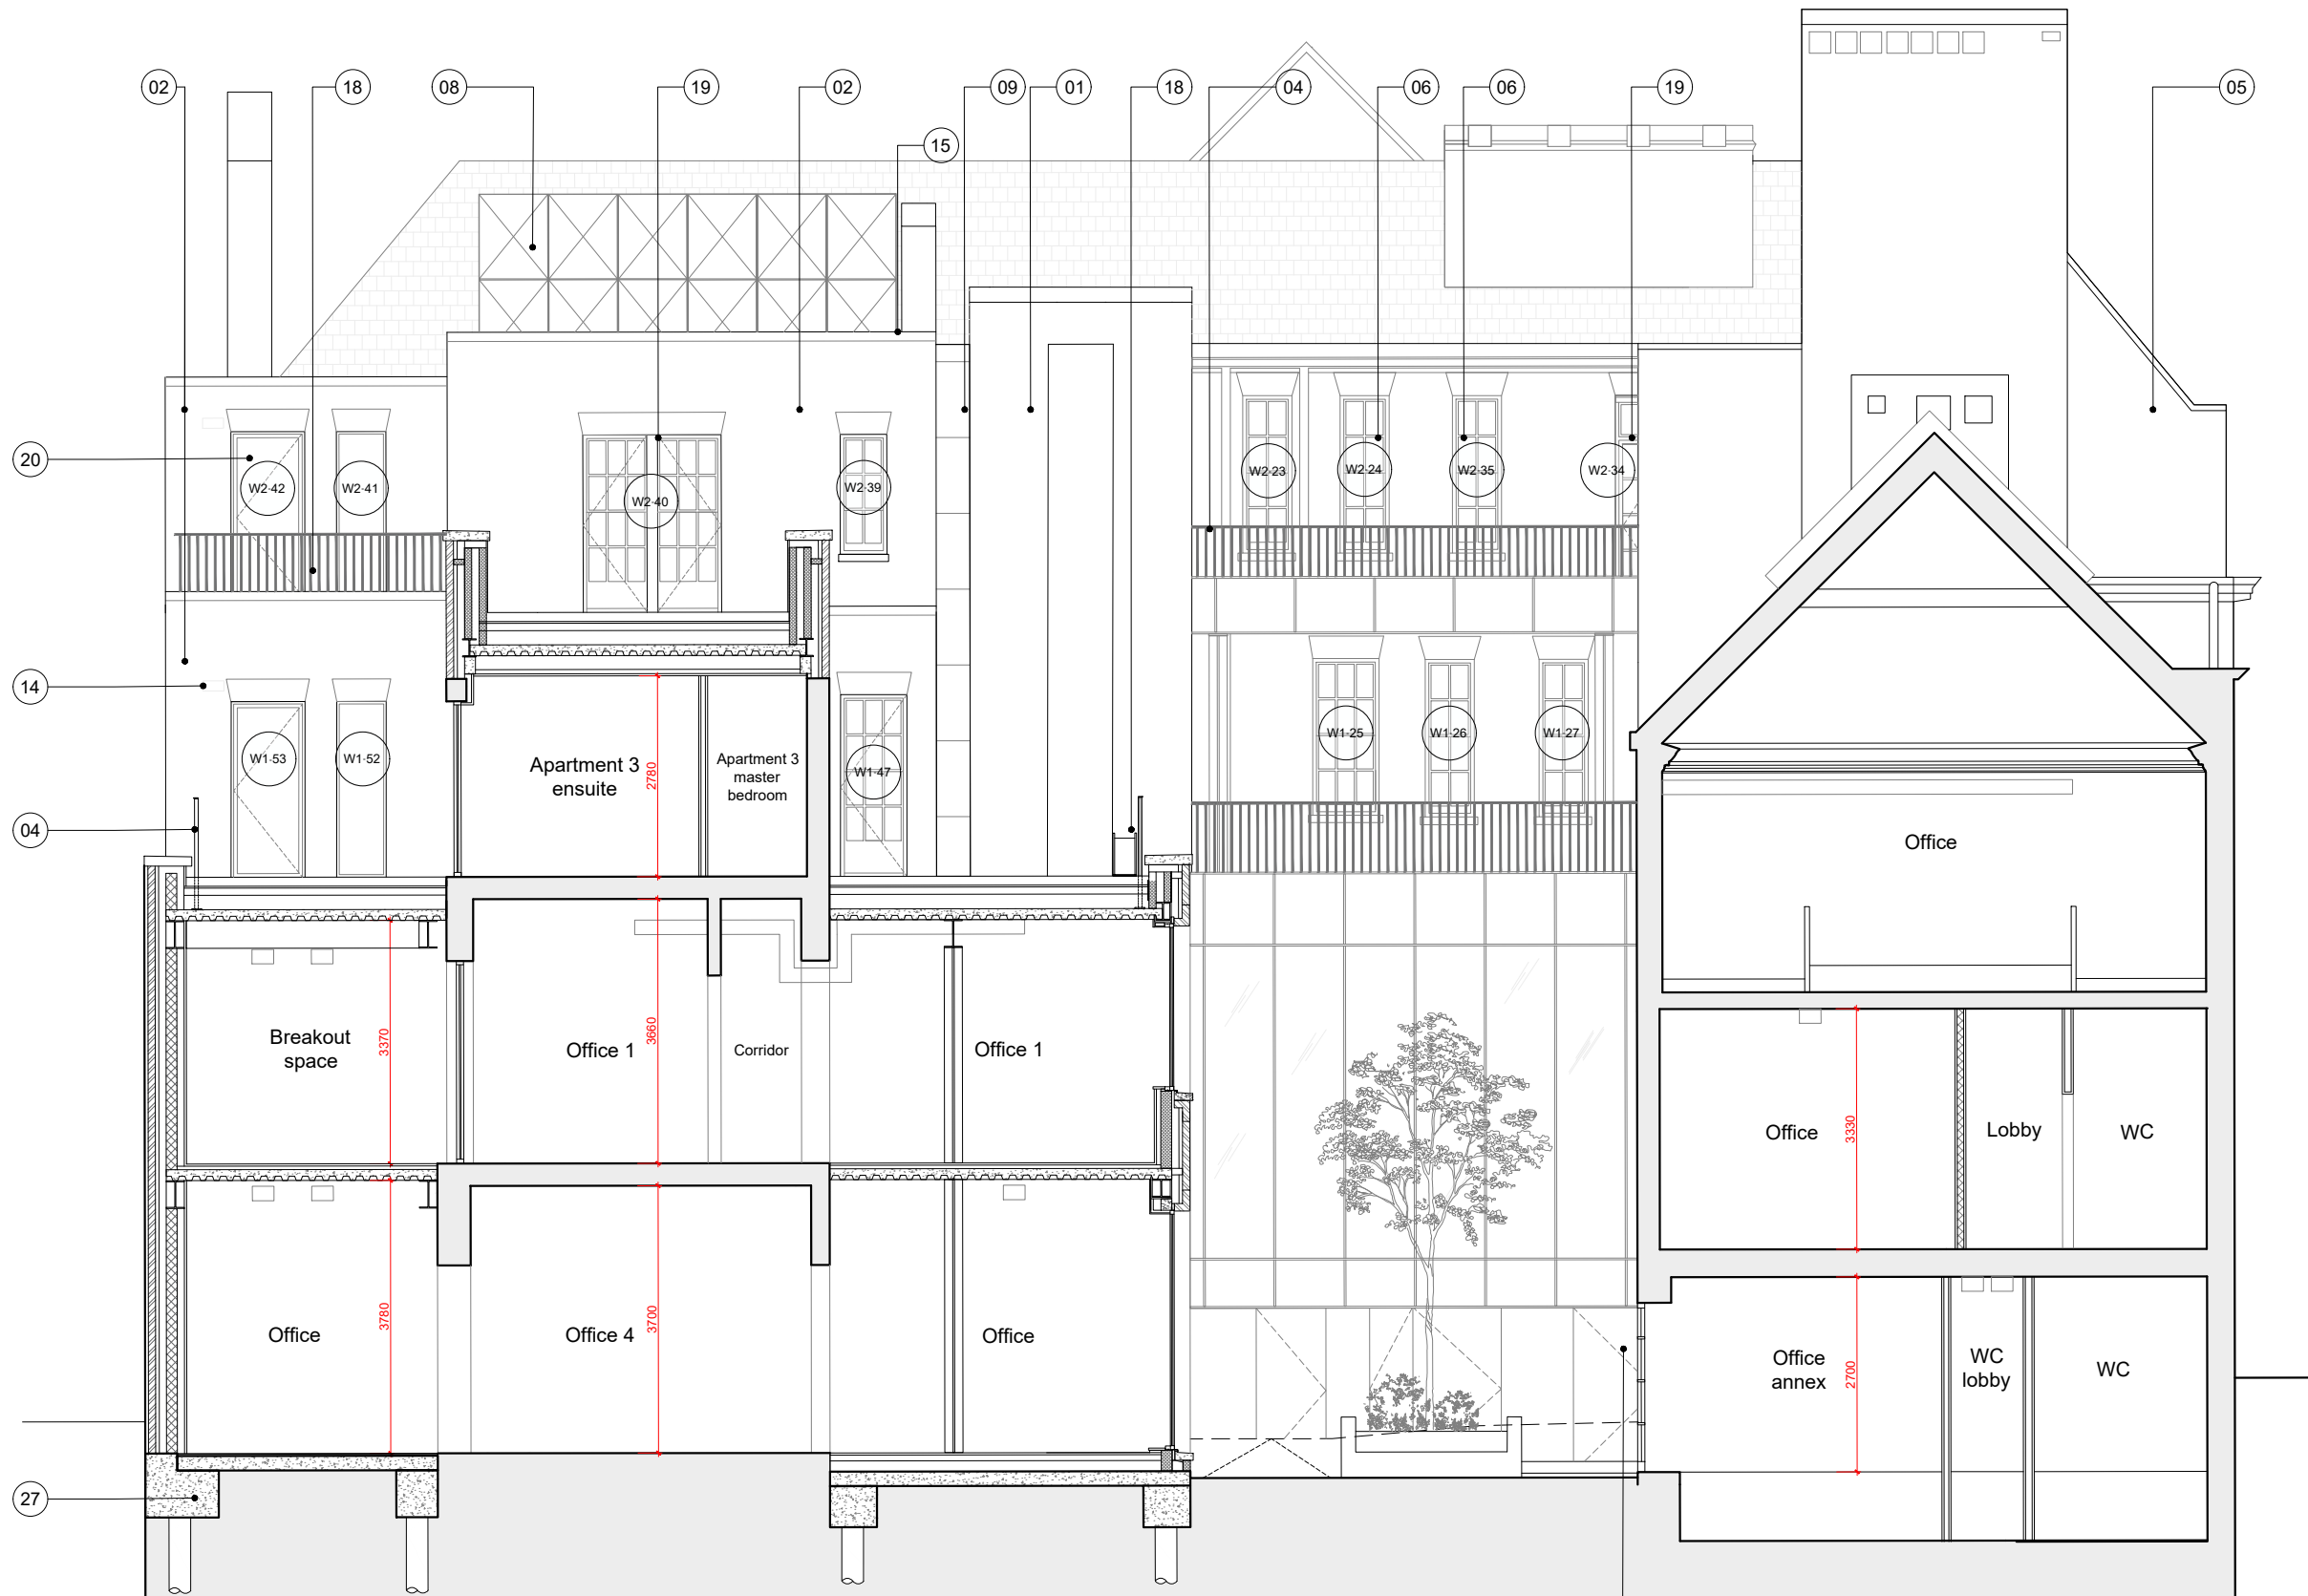 02
18
08
19
02
09
01
18
04
06
06
19
05
15
20
W2-42
W2-41
W2-40
W2-39
W2-23
W2-24
W2-35
W2-34
14
W1-53
W1-52
Apartment 3
ensuite
2780
Apartment 3
master
bedroom
W1-47
W1-25
W1-26
W1-27
04
Office
Breakout
space
3370
Office 1
3660
Corridor
Office 1
Office
3330
Lobby
WC
Office
3780
Office 4
3700
Office
Office
annex
2700
WC
lobby
WC
27